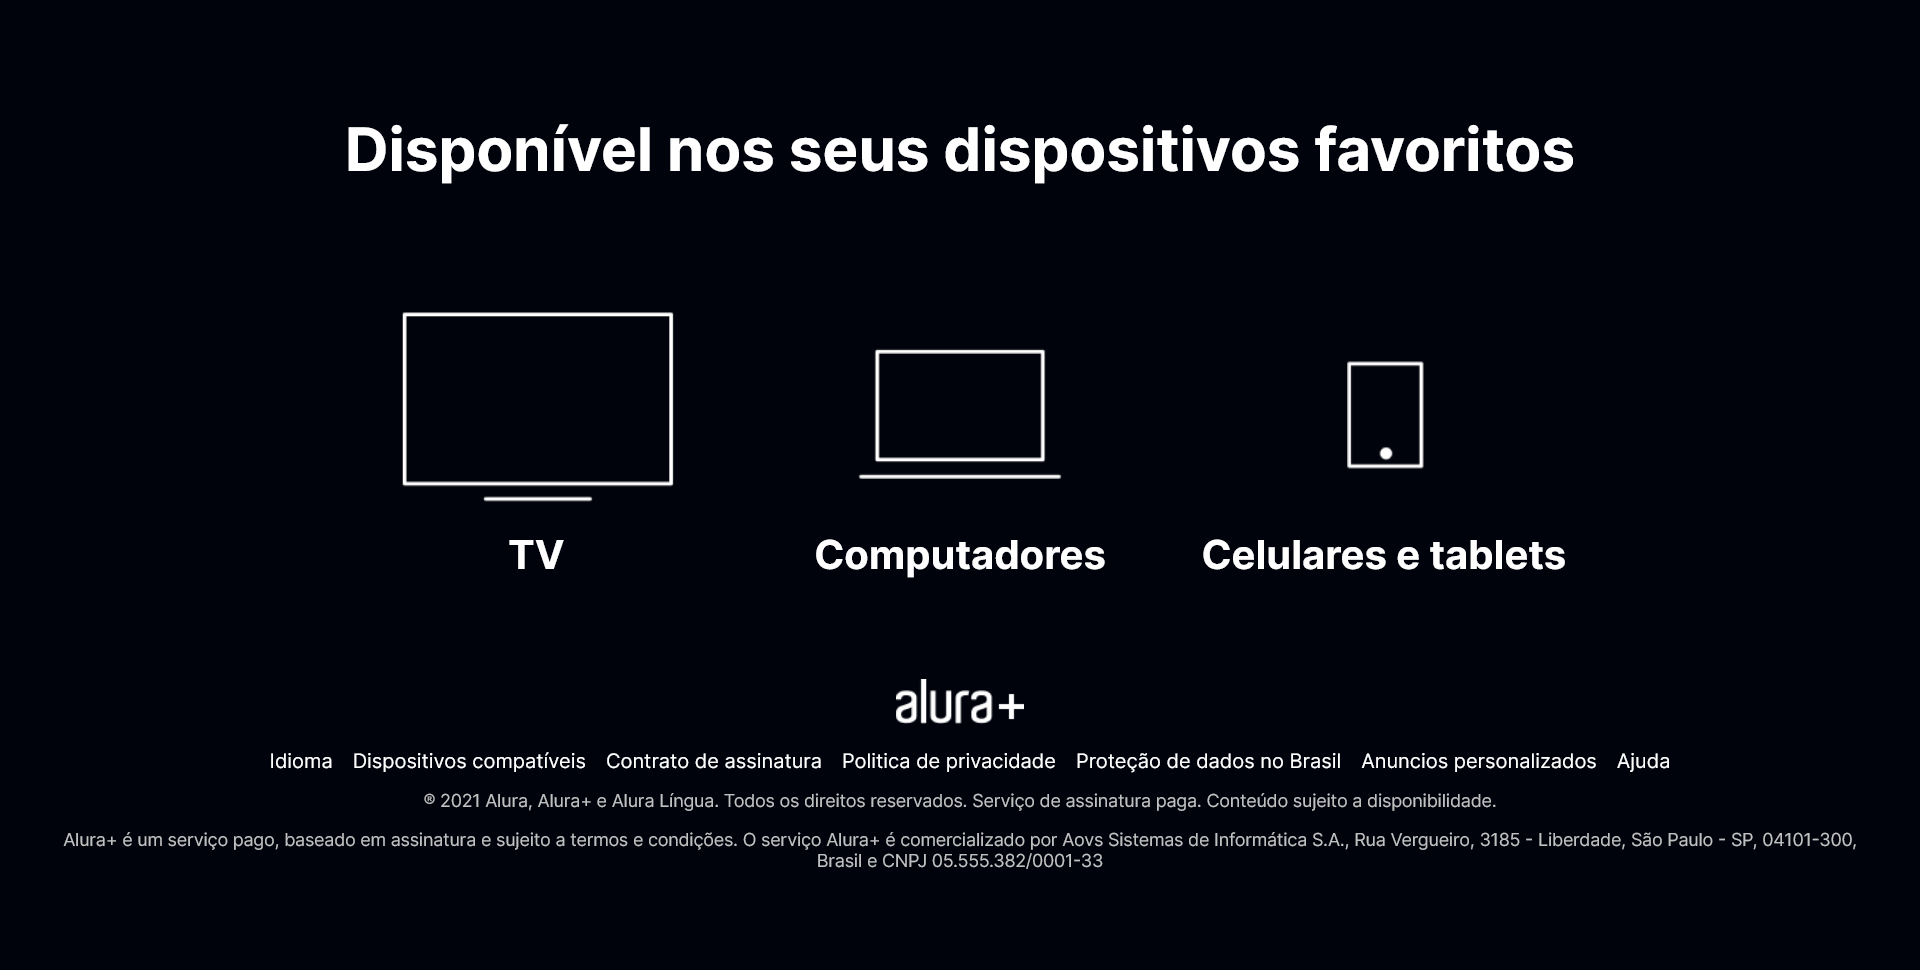 Disponível nos seus dispositivos favoritos
TV
Computadores
Celulares e tablets
alura+
Idioma Dispositivos compatíveis Contrato de assinatura Politica de privacidade Proteção de dados no Brasil Anuncios personalizados Ajuda
® 2021 Alura, Alura+ e Alura Língua. Todos os direitos reservados. Serviço de assinatura paga. Conteúdo sujeito a disponibilidade.
Alura+ é um serviço pago, baseado em assinatura e sujeito a termos e condições. O serviço Alura+ é comercializado por Aovs Sistemas de Informática S.A., Rua Vergueiro, 3185 - Liberdade, São Paulo - SP, 04101-300,
Brasil e CNPJ 05.555.382/0001-33